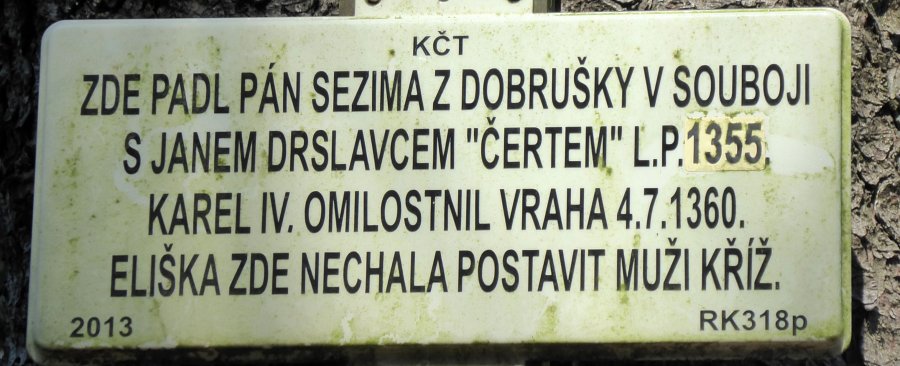 KČT
ZDE PADL PÁN SEZIMA Z DOBRUŠKY V SOUBOJI
S JANEM DRSLAVCEM "ČERTEM" L.P.1355.
KAREL IV. OMILOSTNIL VRAHA 4.7.1360.
ELIŠKA ZDE NECHALA POSTAVIT MUŽI KŘÍŽ.
2013 RK318p